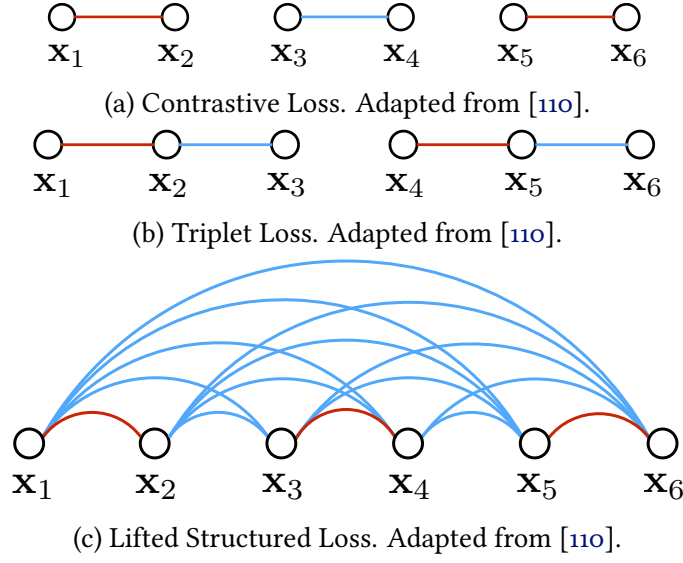 x1 x2 x3 x4 x5 x6
(a) Contrastive Loss. Adapted from [110].
x1 x2 x3 x4 x5 x6
(b) Triplet Loss. Adapted from [110].
x1 x2 x3 x4 x5 x6
(c) Lifted Structured Loss. Adapted from [110].